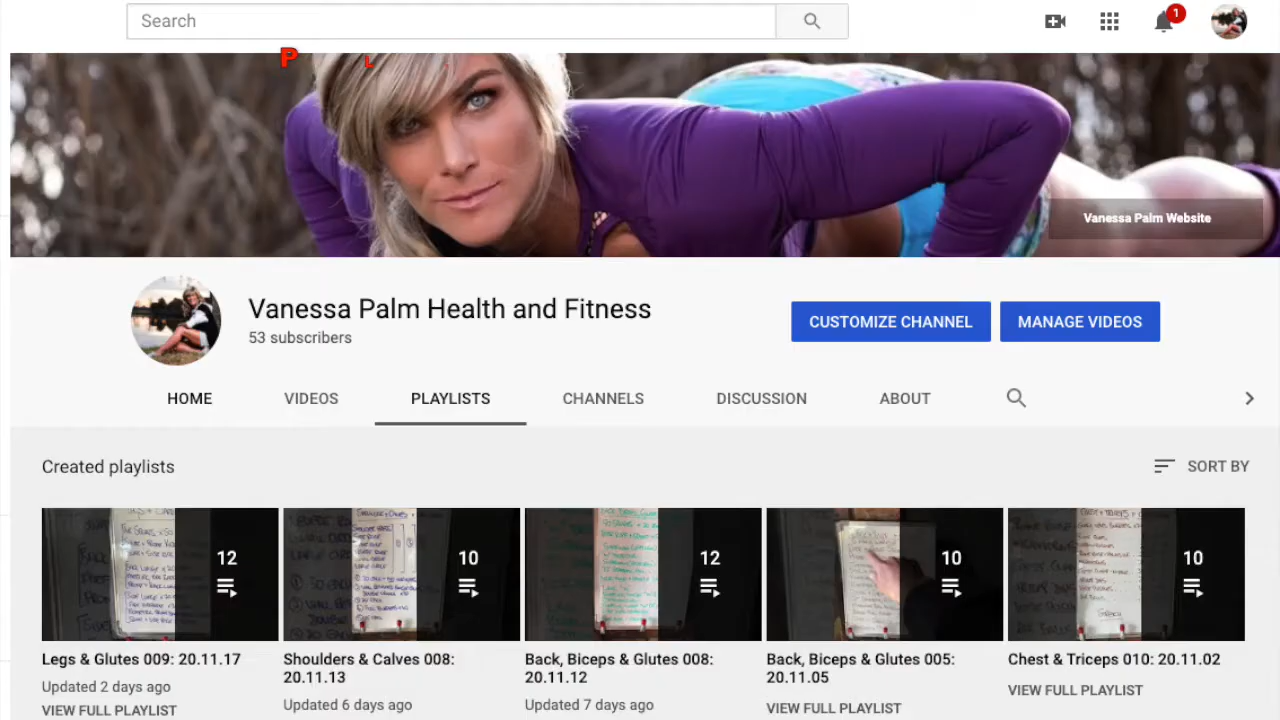 Search
1
P L
Vanessa Palm Website
Vanessa Palm Health and Fitness
53 subscribers
CUSTOMIZE CHANNEL
MANAGE VIDEOS
HOME
VIDEOS
PLAYLISTS
CHANNELS
DISCUSSION
ABOUT
Created playlists
SORT BY
12
10
12
10
10
Legs & Glutes 009: 20.11.17
Updated 2 days ago
VIEW FULL PLAYLIST
Shoulders & Calves 008:
20.11.13
Updated 6 days ago
Back, Biceps & Glutes 008:
20.11.12
Updated 7 days ago
Back, Biceps & Glutes 005:
20.11.05
VIEW FULL PLAYLIST
Chest & Triceps 010: 20.11.02
VIEW FULL PLAYLIST